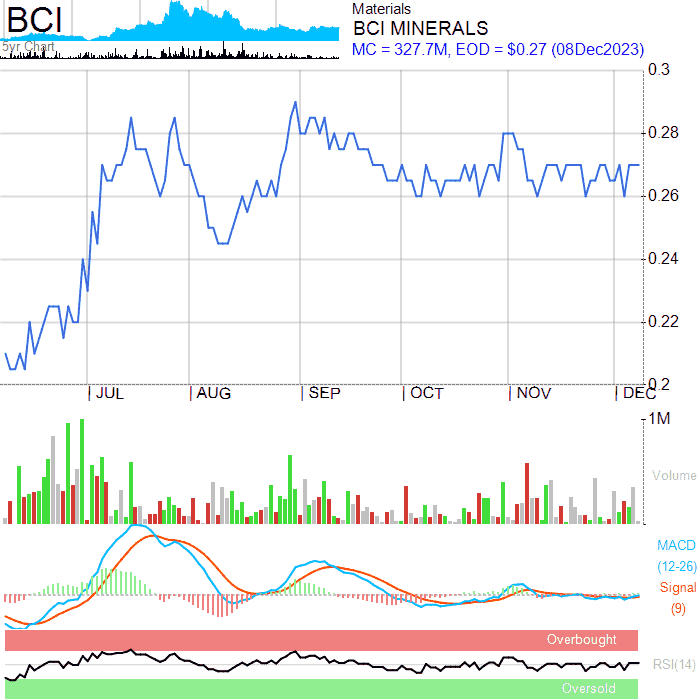 BCI
5yr Chart
Materials
BCI MINERALS
MC = 327.7M, EOD = $0.27 (08Dec2023)
0.3
0.28
0.26
0.24
0.22
0.2
JUL AUG SEP OCT NOV DEC
1M
Volume
MACD
(12-26)
Signal
(9)
Overbought
RSI(14)
Oversold